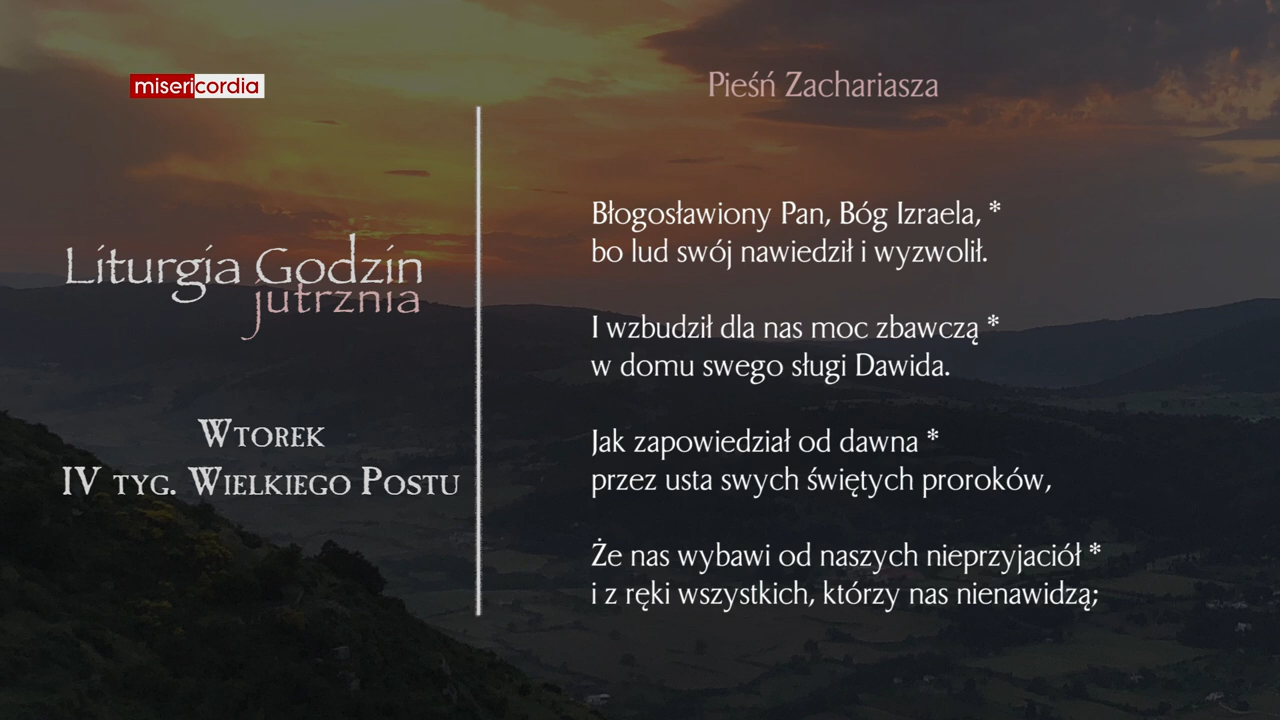 misericordia
Liturgia Godzin
jutrznia
Wtorek
IV tyg. Wielkiego Postu
Pieśń Zachariasza
Błogosławiony Pan, Bóg Izraela, *
bo lud swój nawiedził i wyzwolił.
I wzbudził dla nas moc zbawczą *
w domu swego sługi Dawida.
Jak zapowiedział od dawna *
przez usta swych świętych proroków,
Że nas wybawi od naszych nieprzyjaciół *
i z ręki wszystkich, którzy nas nienawidzą;